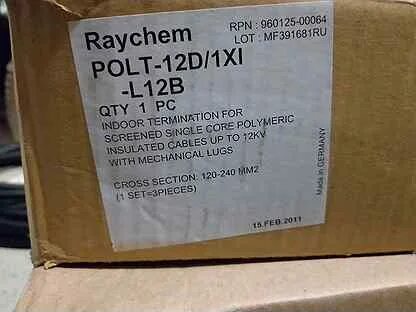 Raychem
RPN : 960125-00064
LOT : MF391681RU
POLT-12D/1XI
-L12B
QTY 1 PC
INDOOR TERMINATION FOR
SCREENED SINGLE CORE POLYMERIC
INSULATED CABLES UP TO 12KV
WITH MECHANICAL LUGS
CROSS SECTION: 120-240 MM2
(1 SET=3PIECES)
Made in GERMANY
15.FEB.2011